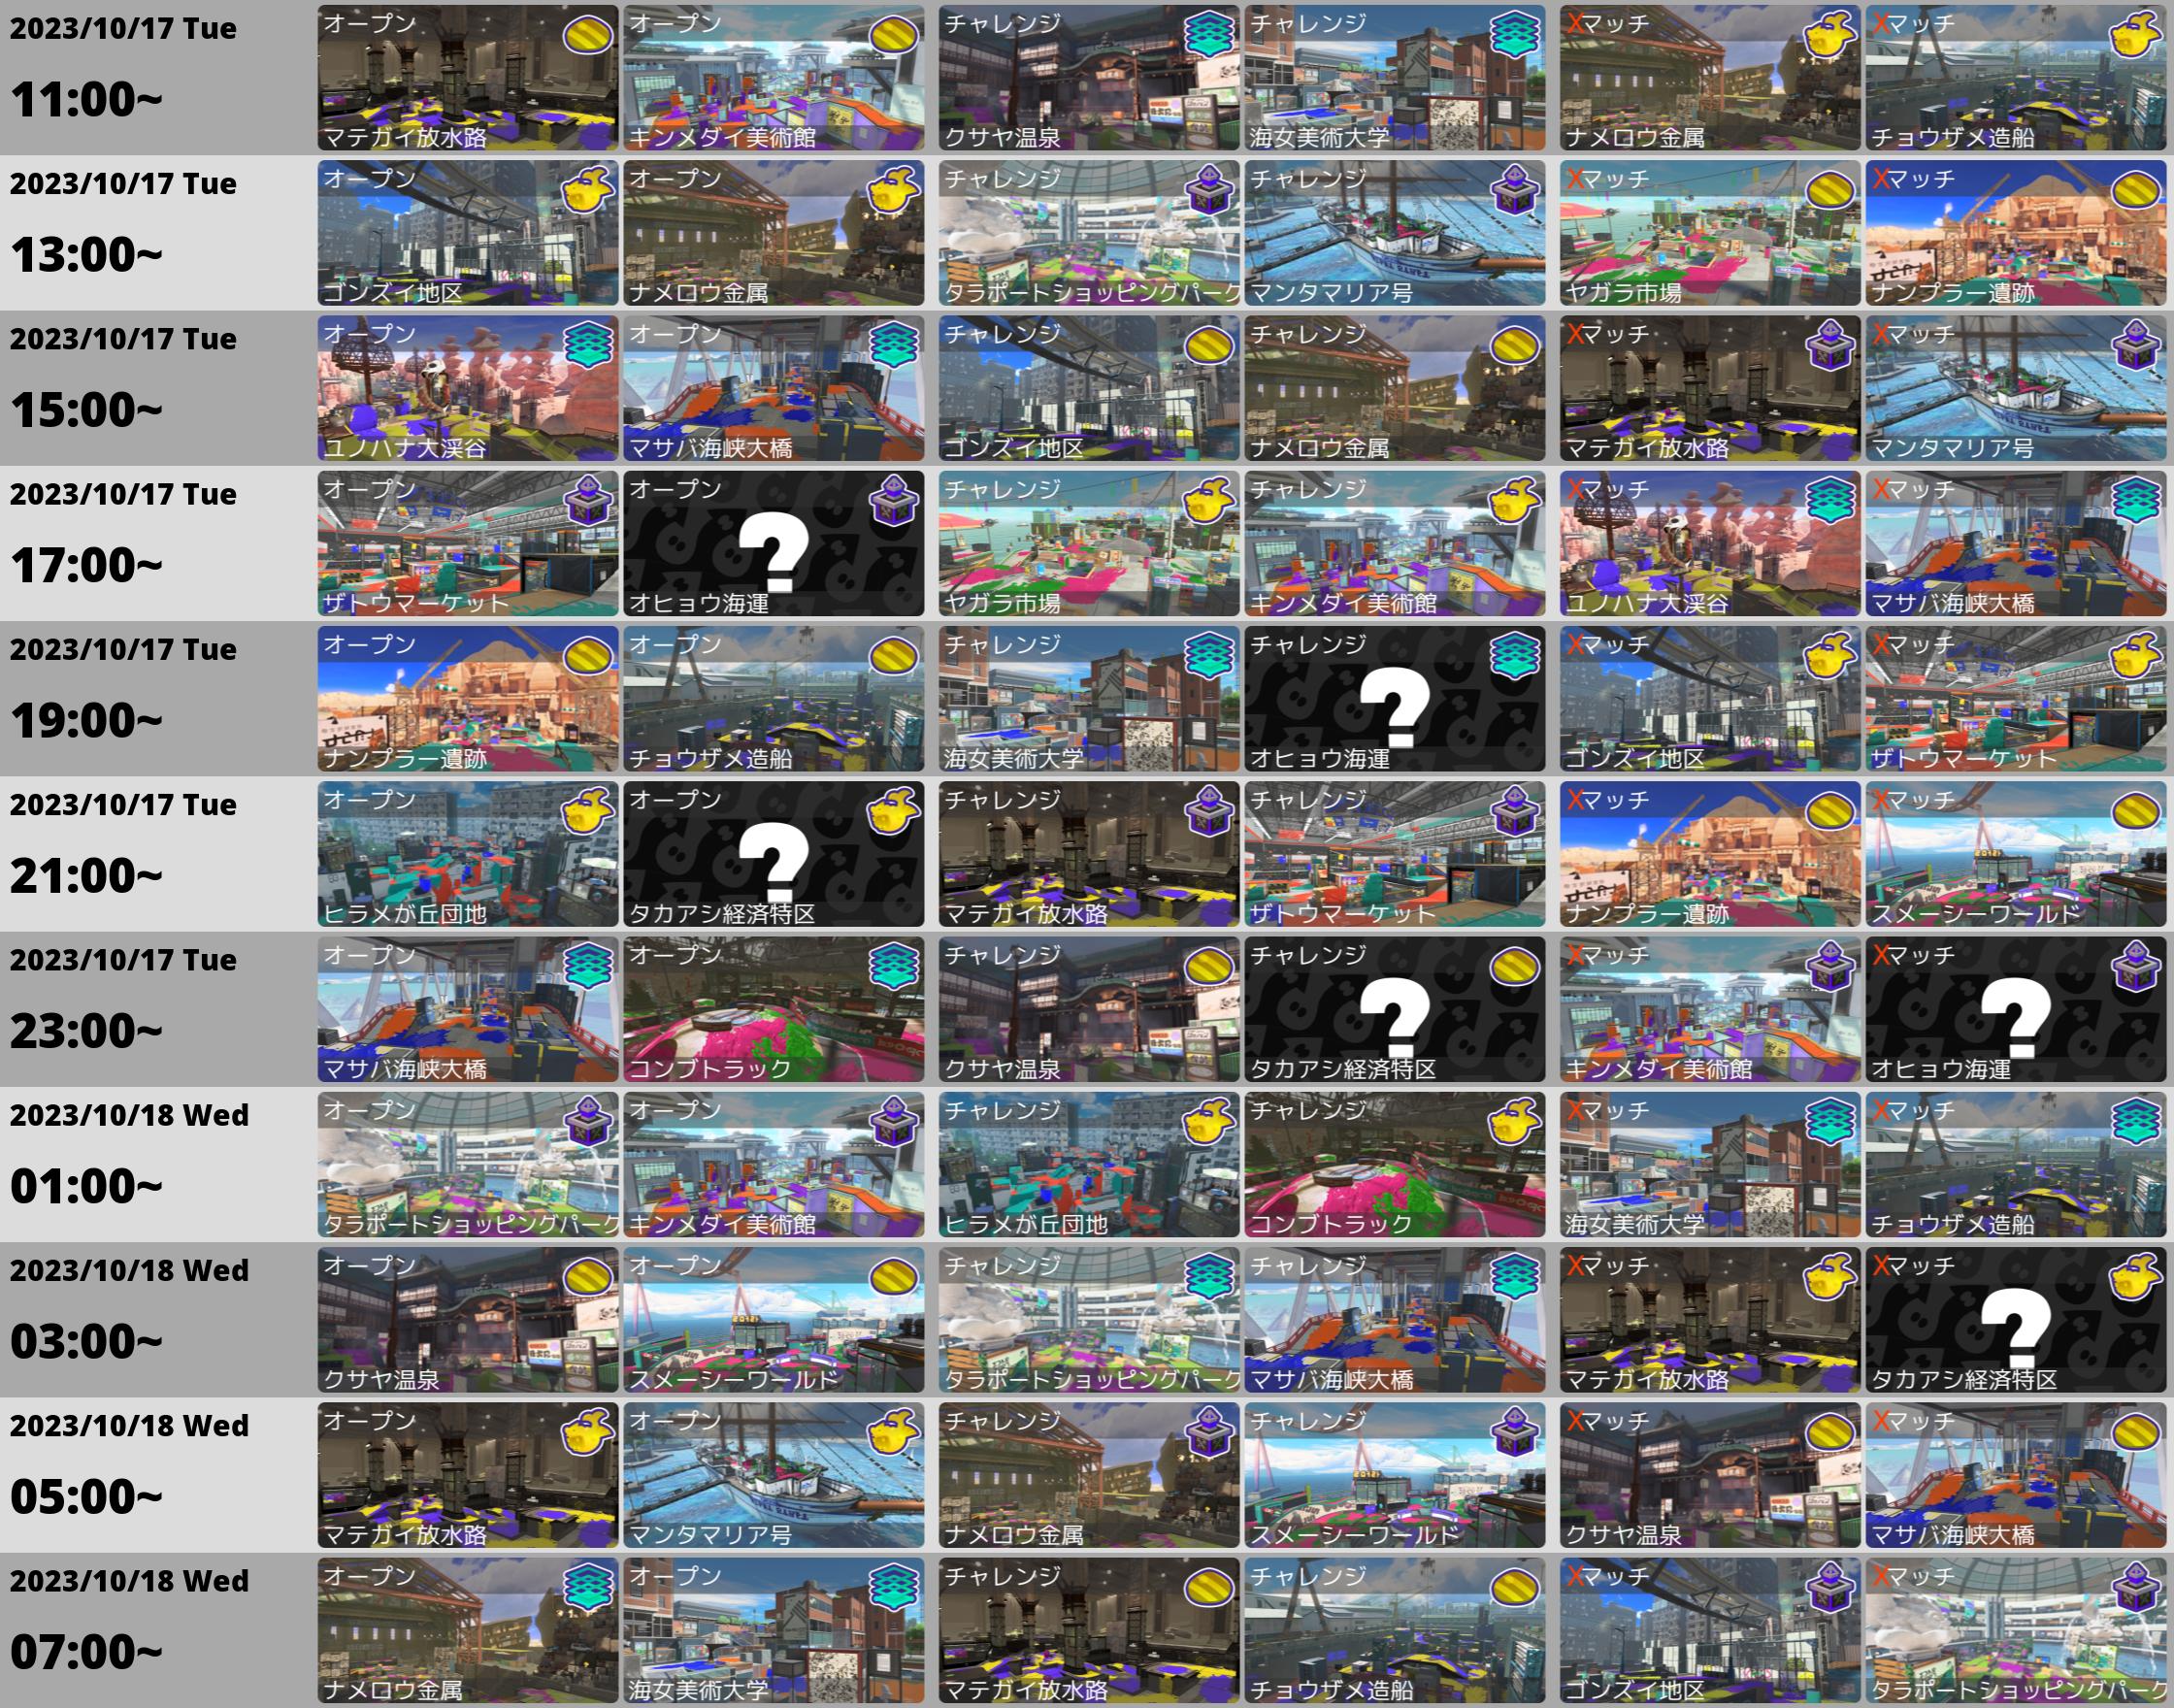 2023/10/17 Tue
11:00~
オープン
マテガイ放水路
オープン
キンメダイ美術館
チャレンジ
クサヤ温泉
チャレンジ
海女美術大学
Xマッチ
ナメロウ金属
Xマッチ
チョウザメ造船
2023/10/17 Tue
13:00~
オープン
ゴンズイ地区
オープン
ナメロウ金属
チャレンジ
タラポートショッピングパーク
チャレンジ
マンタマリア号
Xマッチ
ヤガラ市場
Xマッチ
ナンプラー遺跡
2023/10/17 Tue
15:00~
オープン
ユノハナ大渓谷
オープン
マサバ海峡大橋
チャレンジ
ゴンズイ地区
チャレンジ
ナメロウ金属
Xマッチ
マテガイ放水路
Xマッチ
マンタマリア号
2023/10/17 Tue
17:00~
オープン
ザトウマーケット
オープン
?
オヒョウ海運
チャレンジ
ヤガラ市場
チャレンジ
キンメダイ美術館
Xマッチ
ユノハナ大渓谷
Xマッチ
マサバ海峡大橋
2023/10/17 Tue
19:00~
オープン
ナンプラー遺跡
オープン
チョウザメ造船
チャレンジ
海女美術大学
チャレンジ
?
オヒョウ海運
Xマッチ
ゴンズイ地区
Xマッチ
ザトウマーケット
2023/10/17 Tue
21:00~
オープン
ヒラメが丘団地
オープン
?
タカアシ経済特区
チャレンジ
マテガイ放水路
チャレンジ
ザトウマーケット
Xマッチ
ナンプラー遺跡
Xマッチ
スメーシーワールド
2023/10/17 Tue
23:00~
オープン
マサバ海峡大橋
オープン
コンブトラック
チャレンジ
クサヤ温泉
チャレンジ
?
タカアシ経済特区
Xマッチ
キンメダイ美術館
Xマッチ
?
オヒョウ海運
2023/10/18 Wed
01:00~
オープン
タラポートショッピングパーク
オープン
キンメダイ美術館
チャレンジ
ヒラメが丘団地
チャレンジ
コンブトラック
Xマッチ
海女美術大学
Xマッチ
チョウザメ造船
2023/10/18 Wed
03:00~
オープン
クサヤ温泉
オープン
スメーシーワールド
チャレンジ
タラポートショッピングパーク
チャレンジ
マサバ海峡大橋
Xマッチ
マテガイ放水路
Xマッチ
?
タカアシ経済特区
2023/10/18 Wed
05:00~
オープン
マテガイ放水路
オープン
マンタマリア号
チャレンジ
ナメロウ金属
チャレンジ
スメーシーワールド
Xマッチ
クサヤ温泉
Xマッチ
マサバ海峡大橋
2023/10/18 Wed
07:00~
オープン
ナメロウ金属
オープン
海女美術大学
チャレンジ
マテガイ放水路
チャレンジ
チョウザメ造船
Xマッチ
ゴンズイ地区
Xマッチ
タラポートショッピングパーク